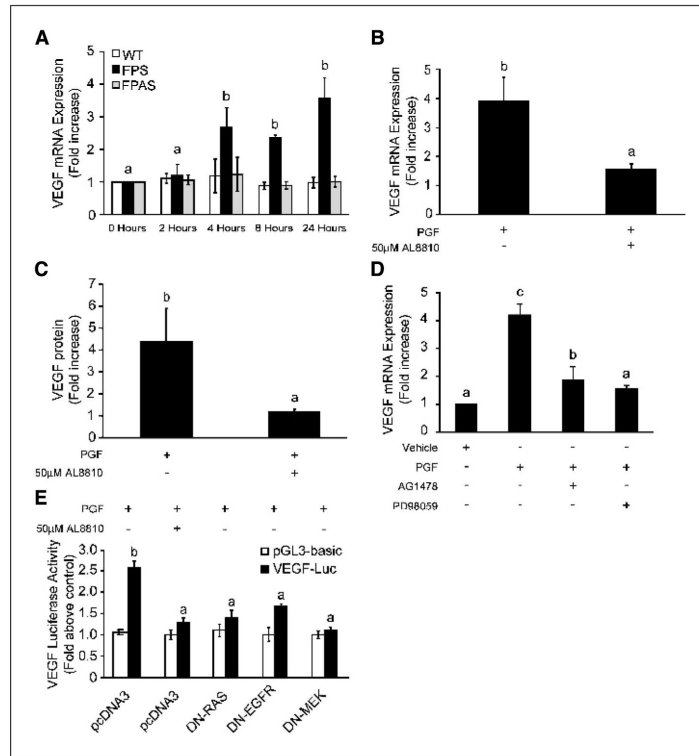 A
VEGF mRNA Expression
(Fold increase)
5
4
3
2
1
0
WT
FPS
FPAS
a
a
b
b
b
0 Hours
2 Hours
4 Hours
8 Hours
24 Hours
B
VEGF mRNA Expression
(Fold increase)
5
4
3
2
1
0
b
a
PGF + +
50µM AL8810 - +
C
VEGF protein
(Fold increase)
7
6
5
4
3
2
1
0
b
a
PGF + +
50µM AL8810 - +
D
VEGF mRNA Expression
(Fold increase)
5
4
3
2
1
0
a
c
b
a
Vehicle + - - -
PGF - + + +
AG1478 - - + -
PD98059 - - - +
E
PGF + + + + +
50µM AL8810 - + - - -
VEGF Luciferase Activity
(Fold above control)
3.0
2.5
2.0
1.5
1.0
0.5
0
pGL3-basic
VEGF-Luc
b
a
a
a
a
pcDNA3
pcDNA3
DN-RAS
DN-EGFR
DN-MEK